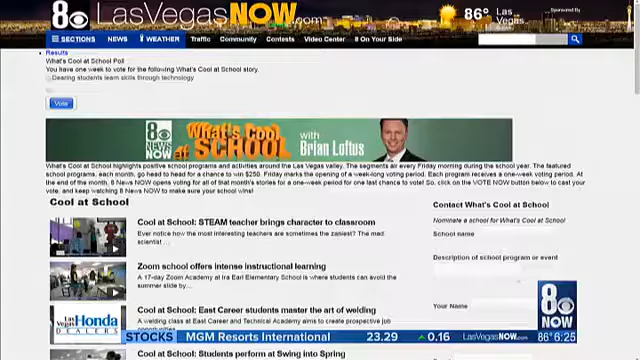 8 LasVegasNOW.com
86° Las Vegas
Sponsored By
SECTIONS NEWS WEATHER Traffic Community Contests Video Center 8 On Your Side
Results
What's Cool at School Poll
You have one week to vote for the following What's Cool at School story.
Dearing students learn skills through technology
Vote
8 NEWS NOW What's Cool at SCHOOL with Brian Loftus
What's Cool at School highlights positive school programs and activities around the Las Vegas valley. The segments air every Friday morning during the school year. The featured
school programs, each month, go head to head for a chance to win $250. Friday marks the opening of a week-long voting period. Each program receives a one-week voting period. At
the end of the month, 8 News NOW opens voting for all of that month's stories for a one-week period for one last chance to vote! So, click on the VOTE NOW button below to cast your
vote, and keep watching 8 News NOW to make sure your school wins!
Cool at School
Contact What's Cool at School
Cool at School: STEAM teacher brings character to classroom
Ever notice how the most interesting teachers are sometimes the zaniest? The mad
scientist ...
Nominate a school for What's Cool at School
School name
Zoom school offers intense instructional learning
A 17-day Zoom Academy at Ira Earl Elementary School is where students can avoid the
summer slide by...
Description of school program or event
Cool at School: East Career students master the art of welding
A welding class at East Career and Technical Academy aims to create prospective job
opportunities...
Your Name
8 NEWS NOW
Las Vegas Honda DEALERS
STOCKS MGM Resorts International 23.29 0.16 LasVegasNOW.com 86° 6:25
Cool at School: Students perform at Swing into Spring